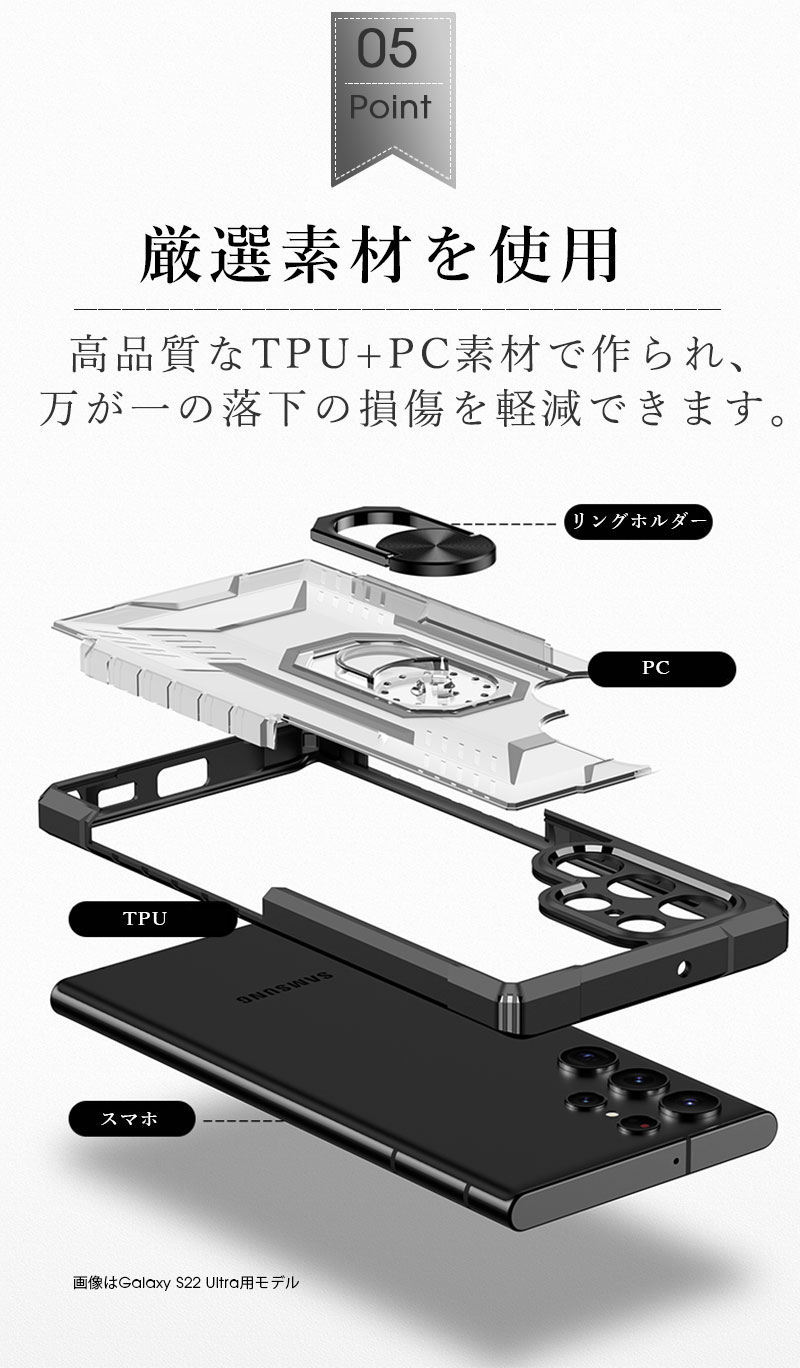 05
Point
厳選素材を使用
高品質なTPU+PC素材で作られ、
万が一の落下の損傷を軽減できます。
リングホルダー
PC
TPU
SAMSUNG
スマホ
画像はGalaxy S22 Ultra用モデル